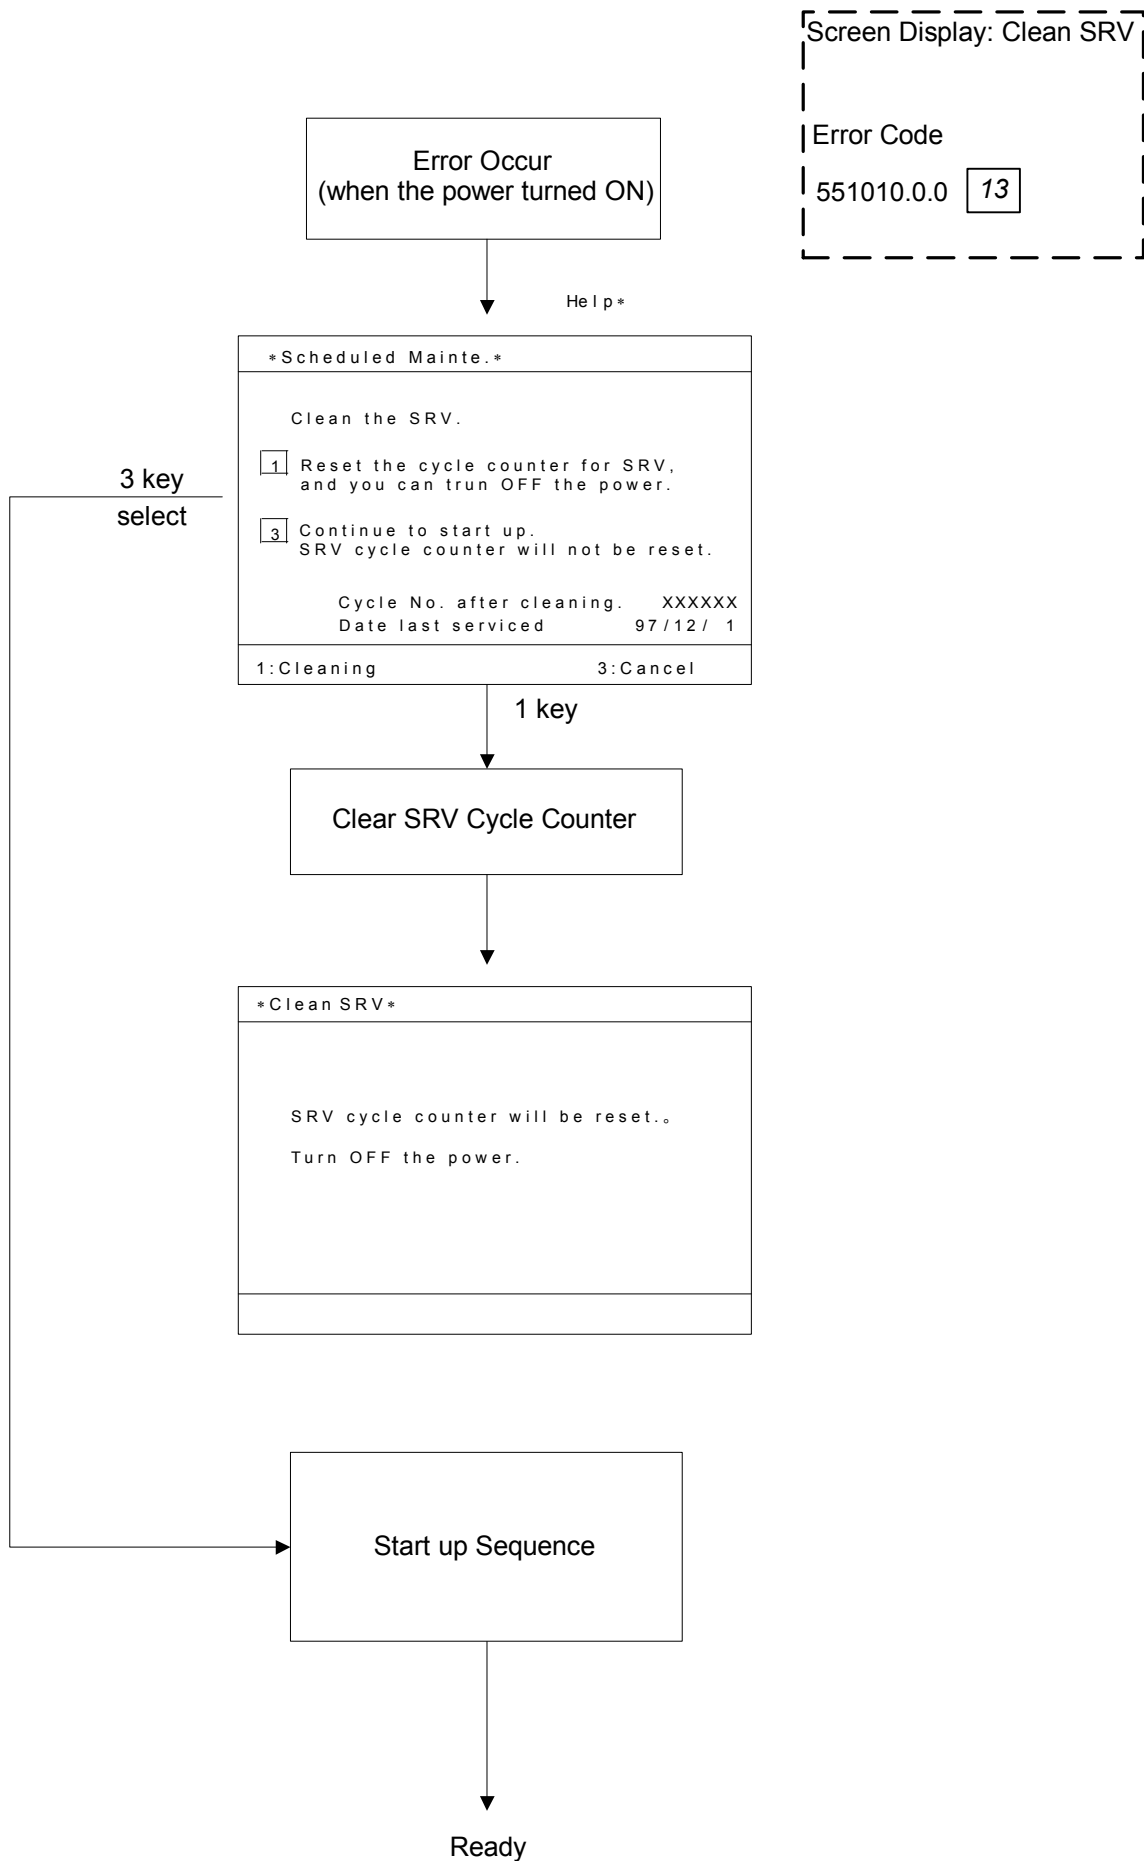 Screen Display: Clean SRV
Error Code
551010.0.0 13
Error Occur
(when the power turned ON)
Help*
*Scheduled Mainte.*
Clean the SRV.
1 Reset the cycle counter for SRV,
and you can trun OFF the power.
3 Continue to start up.
SRV cycle counter will not be reset.
Cycle No. after cleaning. XXXXXX
Date last serviced 97/12/ 1
1:Cleaning 3:Cancel
3 key
select
1 key
Clear SRV Cycle Counter
*Clean SRV*
SRV cycle counter will be reset.。
Turn OFF the power.
Start up Sequence
Ready